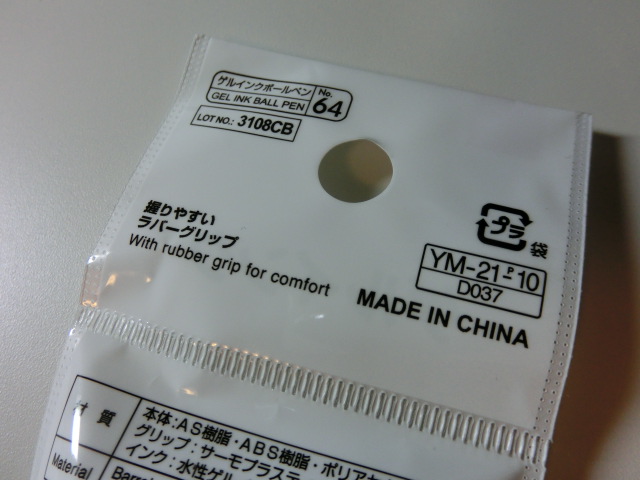 ゲルインクボールペン No.
GEL INK BALL PEN 64
LOT NO.: 3108CB
握りやすい
ラバーグリップ
With rubber grip for comfort
プラ
袋
YM-21-P-10
D037
MADE IN CHINA
材質 本体:AS樹脂・ABS樹脂・ポリア
グリップ:サーモプラステ
インク:水性ゲル
Material